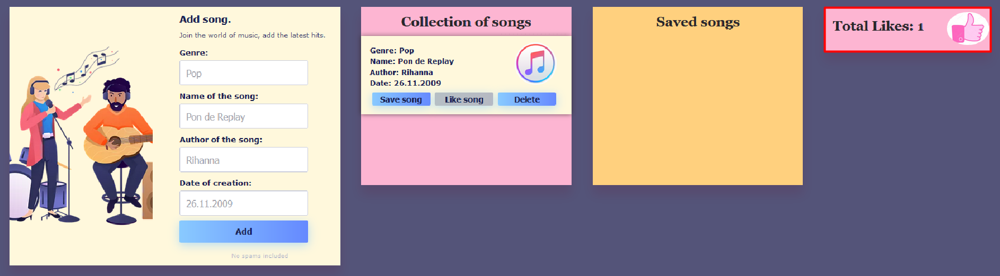 Add song.
Join the world of music, add the latest hits.
Genre:
Pop
Name of the song:
Pon de Replay
Author of the song:
Rihanna
Date of creation:
26.11.2009
Add
No spams included
Collection of songs
Genre: Pop
Name: Pon de Replay
Author: Rihanna
Date: 26.11.2009
Save song Like song Delete
Saved songs
Total Likes: 1